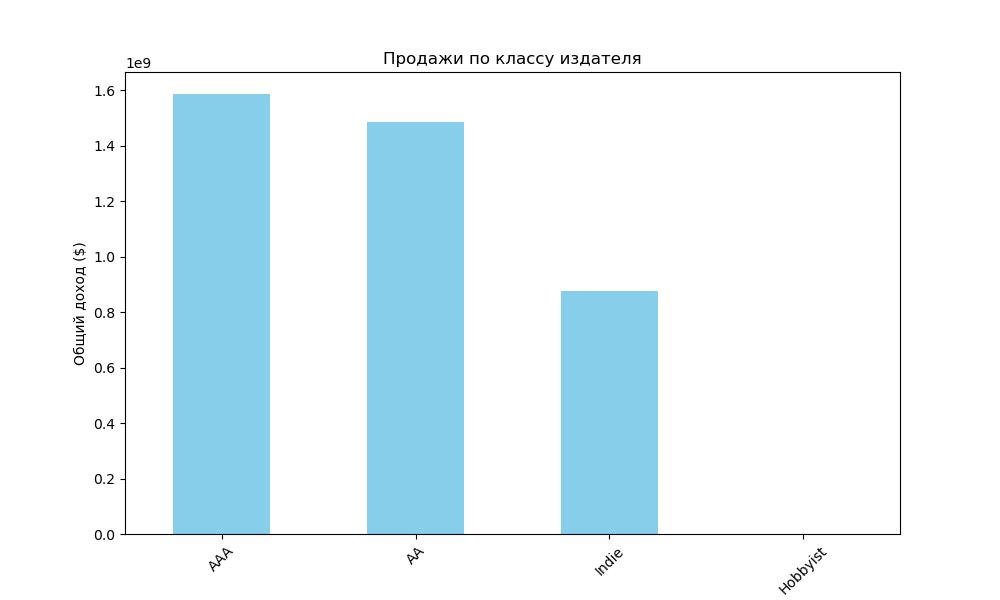 Продажи по классу издателя
1e9
Общий доход ($)
1.6
1.4
1.2
1.0
0.8
0.6
0.4
0.2
0.0
AAA
AA
Indie
Hobbyist